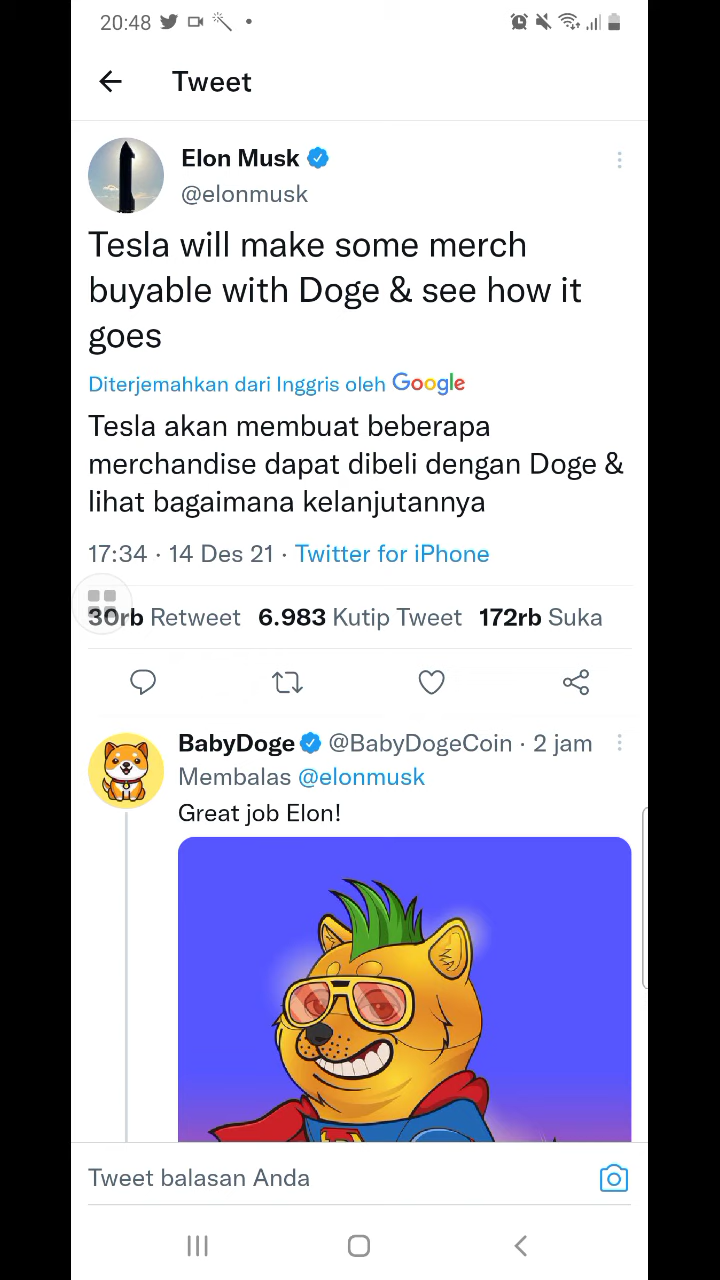 20:48
Tweet
Elon Musk
@elonmusk
Tesla will make some merch
buyable with Doge & see how it
goes
Diterjemahkan dari Inggris oleh Google
Tesla akan membuat beberapa
merchandise dapat dibeli dengan Doge &
lihat bagaimana kelanjutannya
17:34 · 14 Des 21 · Twitter for iPhone
30rb Retweet 6.983 Kutip Tweet 172rb Suka
BabyDoge @BabyDogeCoin · 2 jam
Membalas @elonmusk
Great job Elon!
Tweet balasan Anda